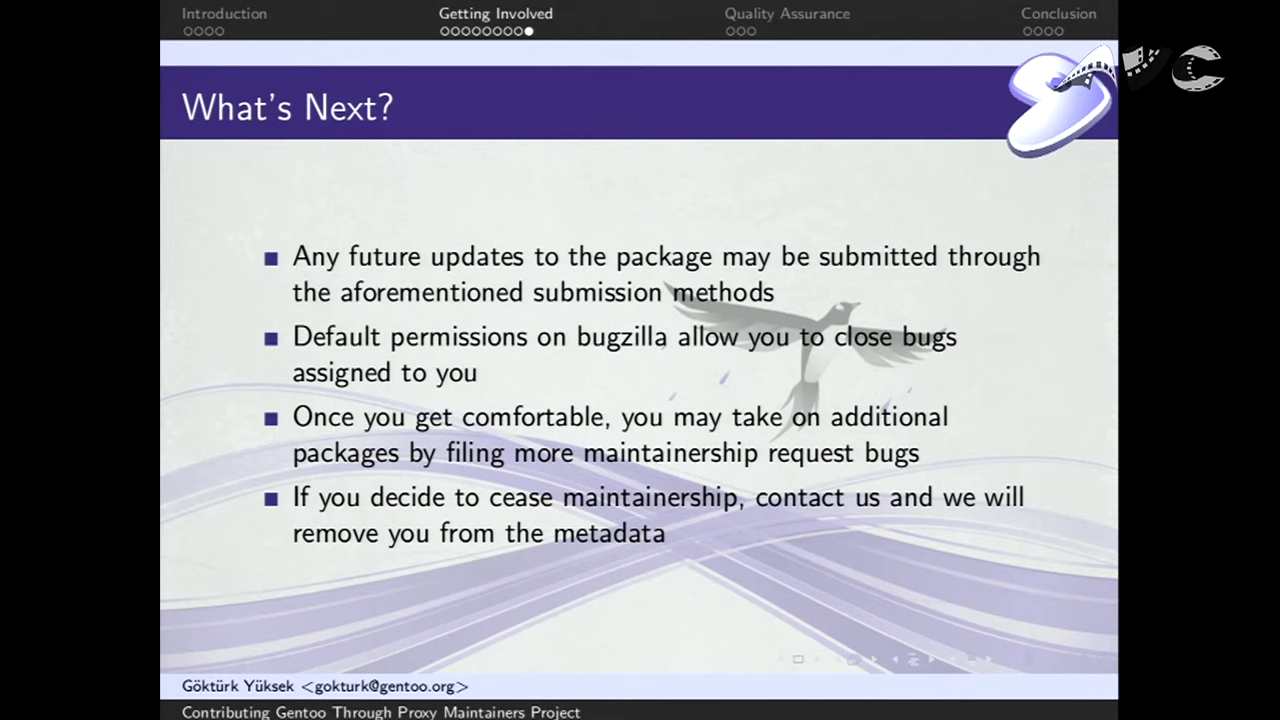 Introduction
Getting Involved
Quality Assurance
Conclusion
What's Next?
Any future updates to the package may be submitted through
the aforementioned submission methods
Default permissions on bugzilla allow you to close bugs
assigned to you
Once you get comfortable, you may take on additional
packages by filing more maintainership request bugs
If you decide to cease maintainership, contact us and we will
remove you from the metadata
Göktürk Yüksek <gokturk@gentoo.org>
Contributing Gentoo Through Proxy Maintainers Project